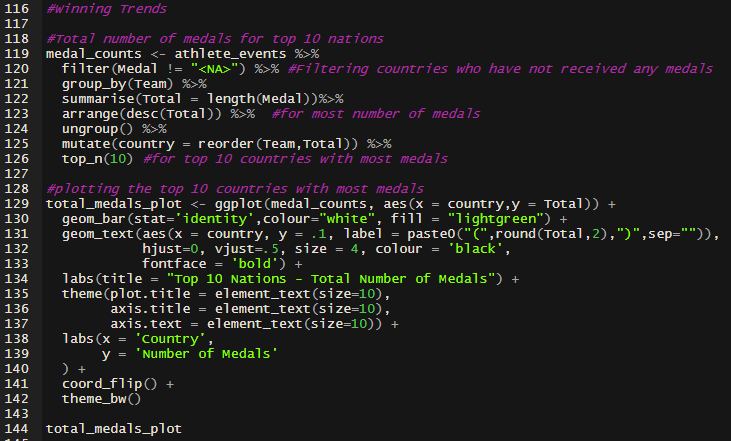 116 #Winning Trends
117
118 #Total number of medals for top 10 nations
119 medal_counts <- athlete_events %>%
120   filter(Medal != "<NA>") %>% #Filtering countries who have not received any medals
121   group_by(Team) %>%
122   summarise(Total = length(Medal))%>%
123   arrange(desc(Total)) %>%  #for most number of medals
124   ungroup() %>%
125   mutate(country = reorder(Team,Total)) %>%
126   top_n(10) #for top 10 countries with most medals
127
128 #plotting the top 10 countries with most medals
129 total_medals_plot <- ggplot(medal_counts, aes(x = country,y = Total)) +
130   geom_bar(stat='identity',colour="white", fill = "lightgreen") +
131   geom_text(aes(x = country, y = .1, label = paste0("(",round(Total,2),")",sep="")),
132             hjust=0, vjust=.5, size = 4, colour = 'black',
133             fontface = 'bold') +
134   labs(title = "Top 10 Nations - Total Number of Medals") +
135   theme(plot.title = element_text(size=10),
136         axis.title = element_text(size=10),
137         axis.text = element_text(size=10)) +
138   labs(x = 'Country',
139        y = 'Number of Medals'
140   ) +
141   coord_flip() +
142   theme_bw()
143
144 total_medals_plot